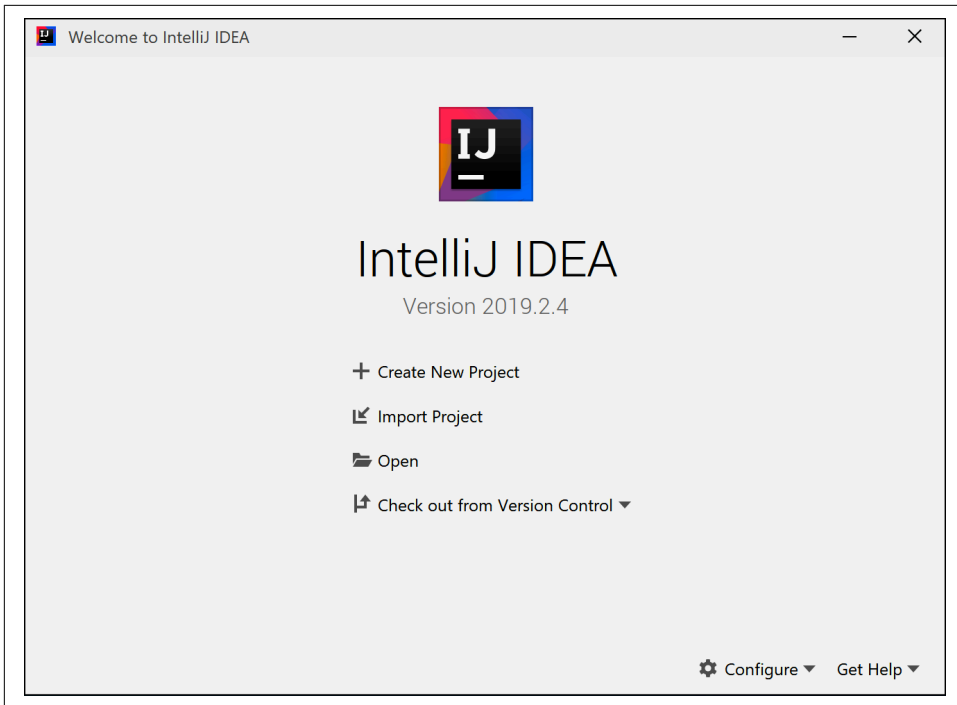 Welcome to IntelliJ IDEA
IJ
IntelliJ IDEA
Version 2019.2.4
Create New Project
Import Project
Open
Check out from Version Control
Configure Get Help